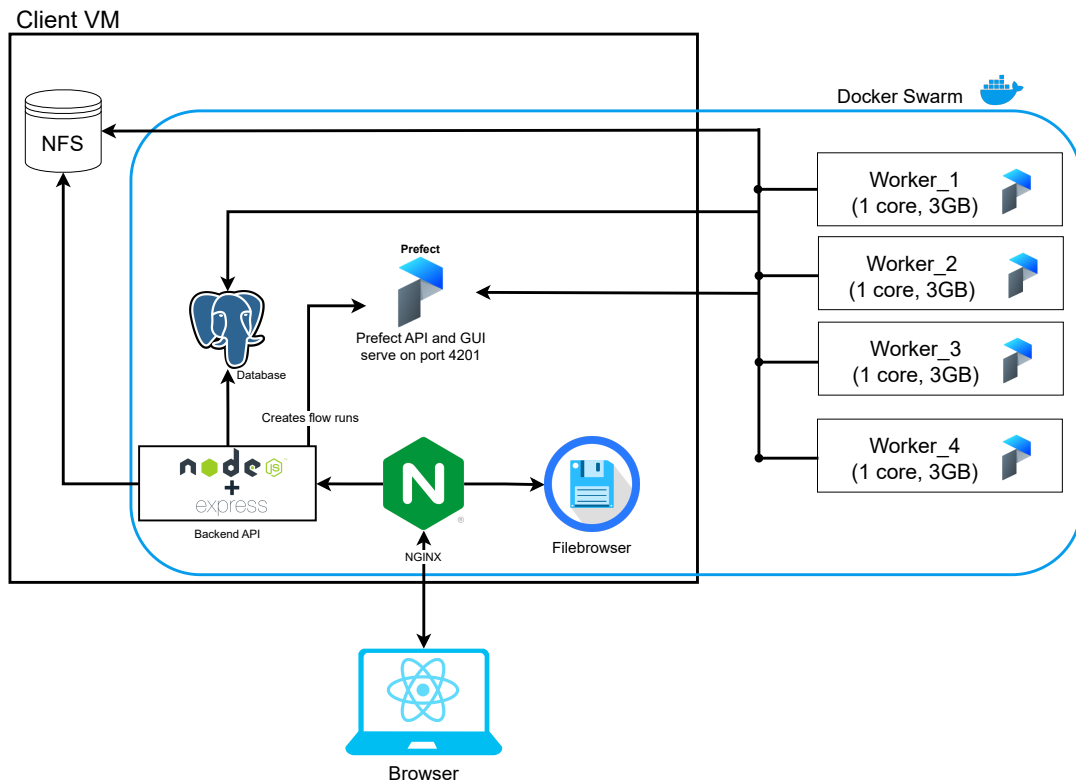 Client VM
Docker Swarm
NFS
Worker_1
(1 core, 3GB)
Worker_2
(1 core, 3GB)
Prefect
Prefect API and GUI
serve on port 4201
Worker_3
(1 core, 3GB)
Database
Creates flow runs
Worker_4
(1 core, 3GB)
node JS
+
express
Backend API
N
®
NGINX
Filebrowser
Browser